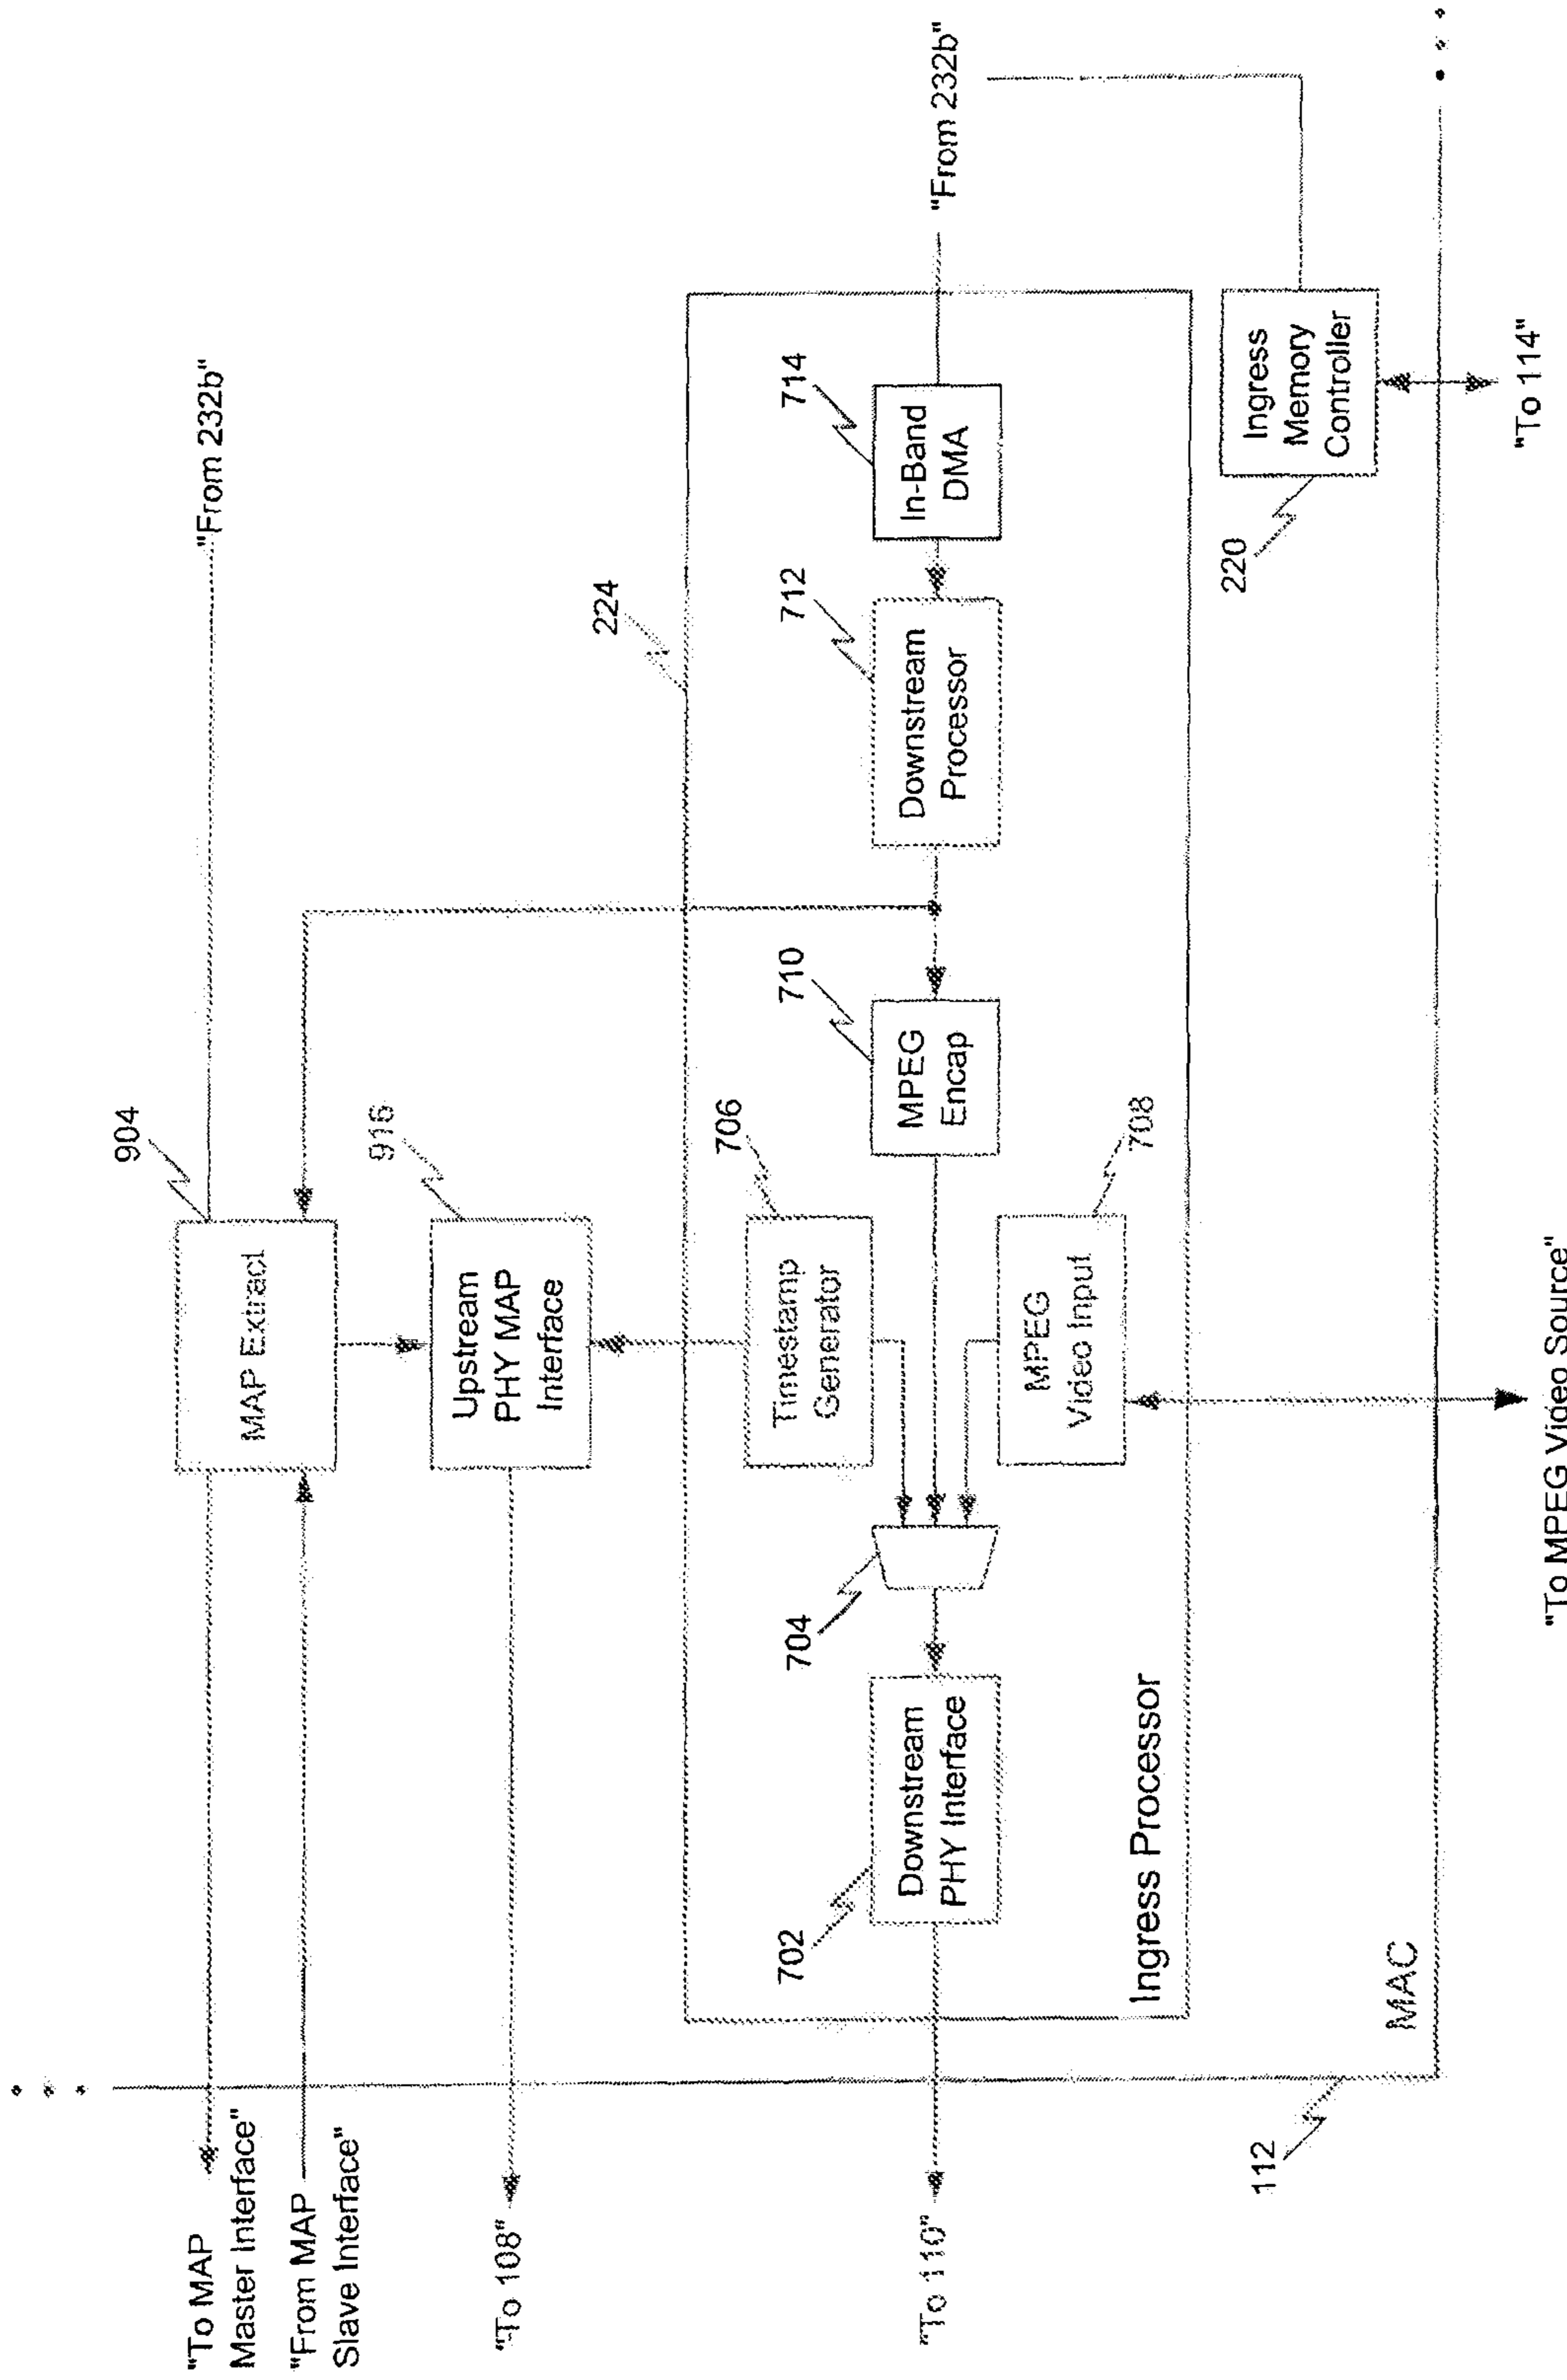 "To MAP
Master Interface"
"From MAP
Slave Interface"
"To 108"
"To 110"
904
MAP Extract
"From 232b"
916
Upstream
PHY MAP
Interface
224
702
Downstream
PHY Interface
704
706
Timestamp
Generator
710
MPEG
Encap
712
Downstream
Processor
714
In-Band
DMA
"From 232b"
MPEG
Video Input
708
Ingress Processor
220
Ingress
Memory
Controller
MAC
112
"To MPEG Video Source"
"To 114"